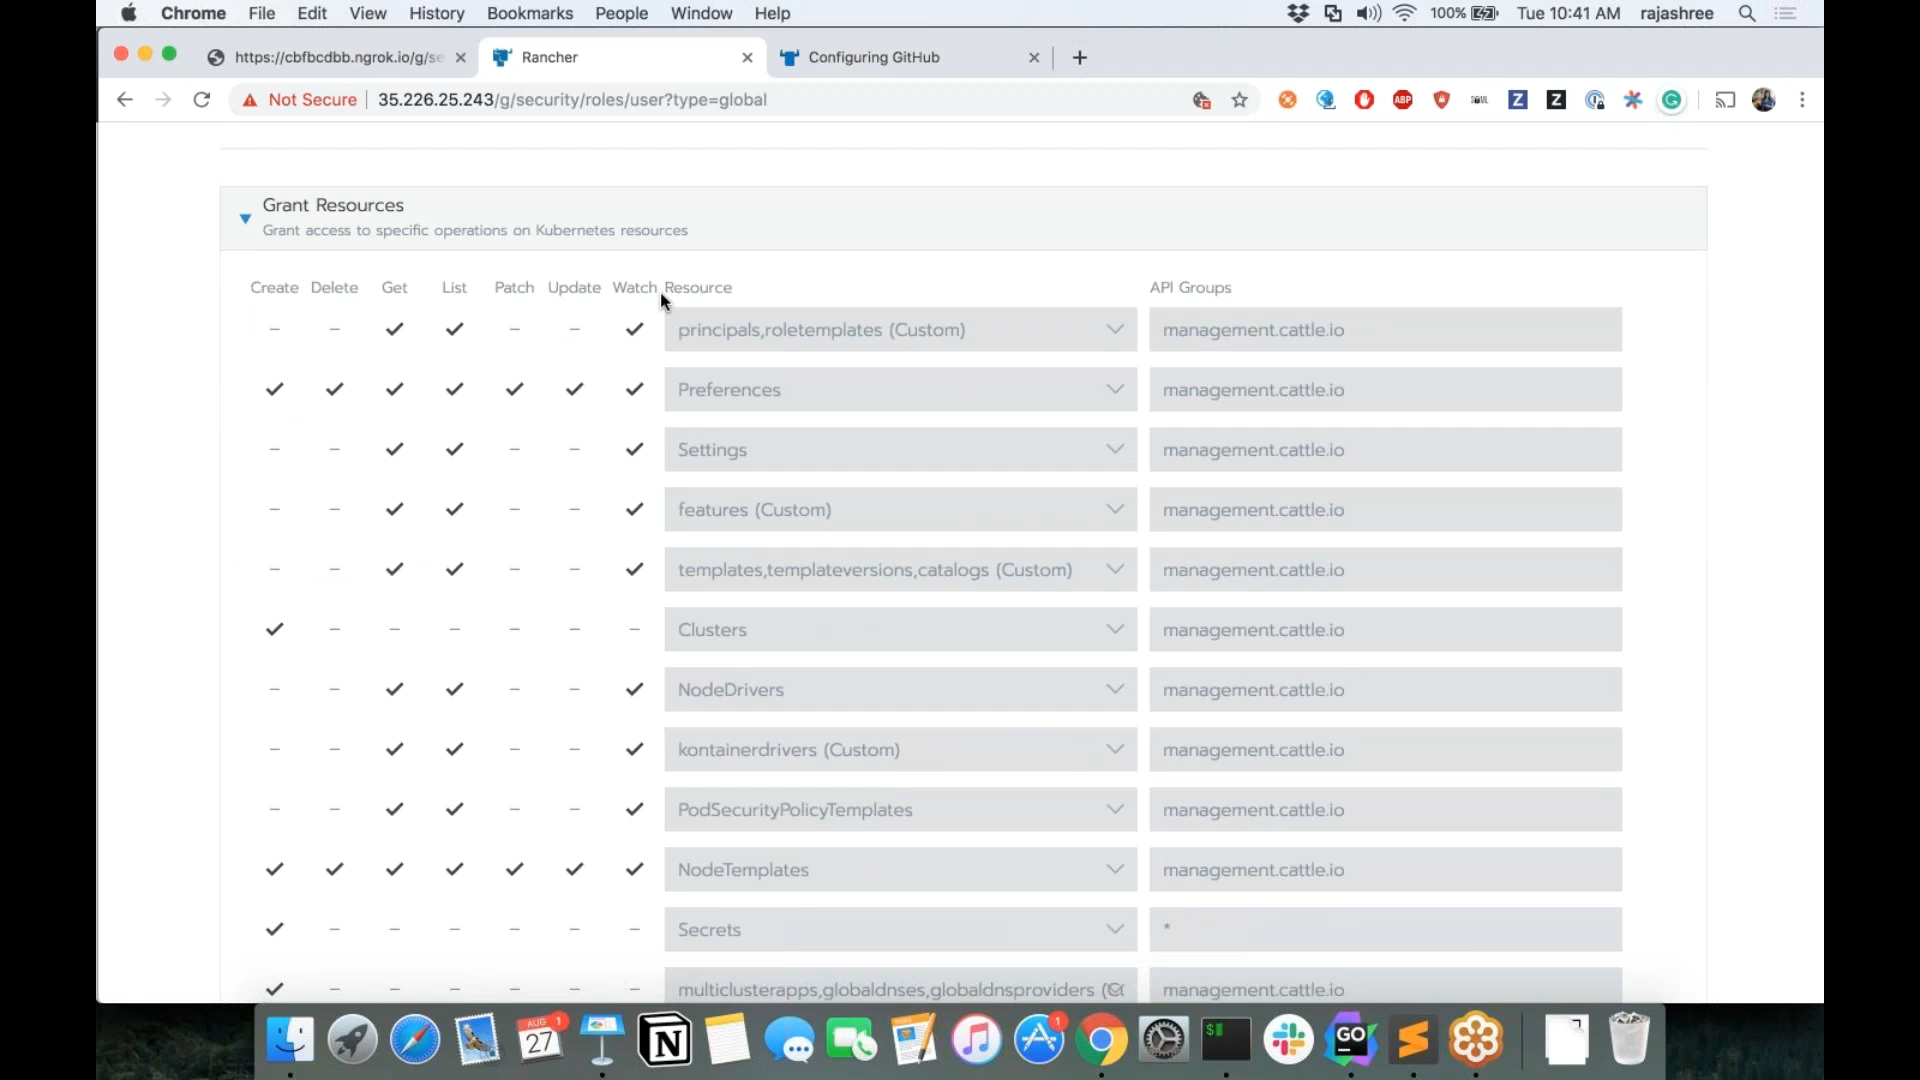 Chrome File Edit View History Bookmarks People Window Help 100% Tue 10:41 AM rajashree
https://cbfbcdbb.ngrok.io/g/se Rancher Configuring GitHub
Not Secure 35.226.25.243/g/security/roles/user?type=global
Grant Resources
Grant access to specific operations on Kubernetes resources
Create Delete Get List Patch Update Watch Resource API Groups
principals,roletemplates (Custom) management.cattle.io
Preferences management.cattle.io
Settings management.cattle.io
features (Custom) management.cattle.io
templates,templateversions,catalogs (Custom) management.cattle.io
Clusters management.cattle.io
NodeDrivers management.cattle.io
kontainerdrivers (Custom) management.cattle.io
PodSecurityPolicyTemplates management.cattle.io
NodeTemplates management.cattle.io
Secrets *
multiclusterapps,globaldnses,globaldnsproviders management.cattle.io
AUG 27 1 1 GO